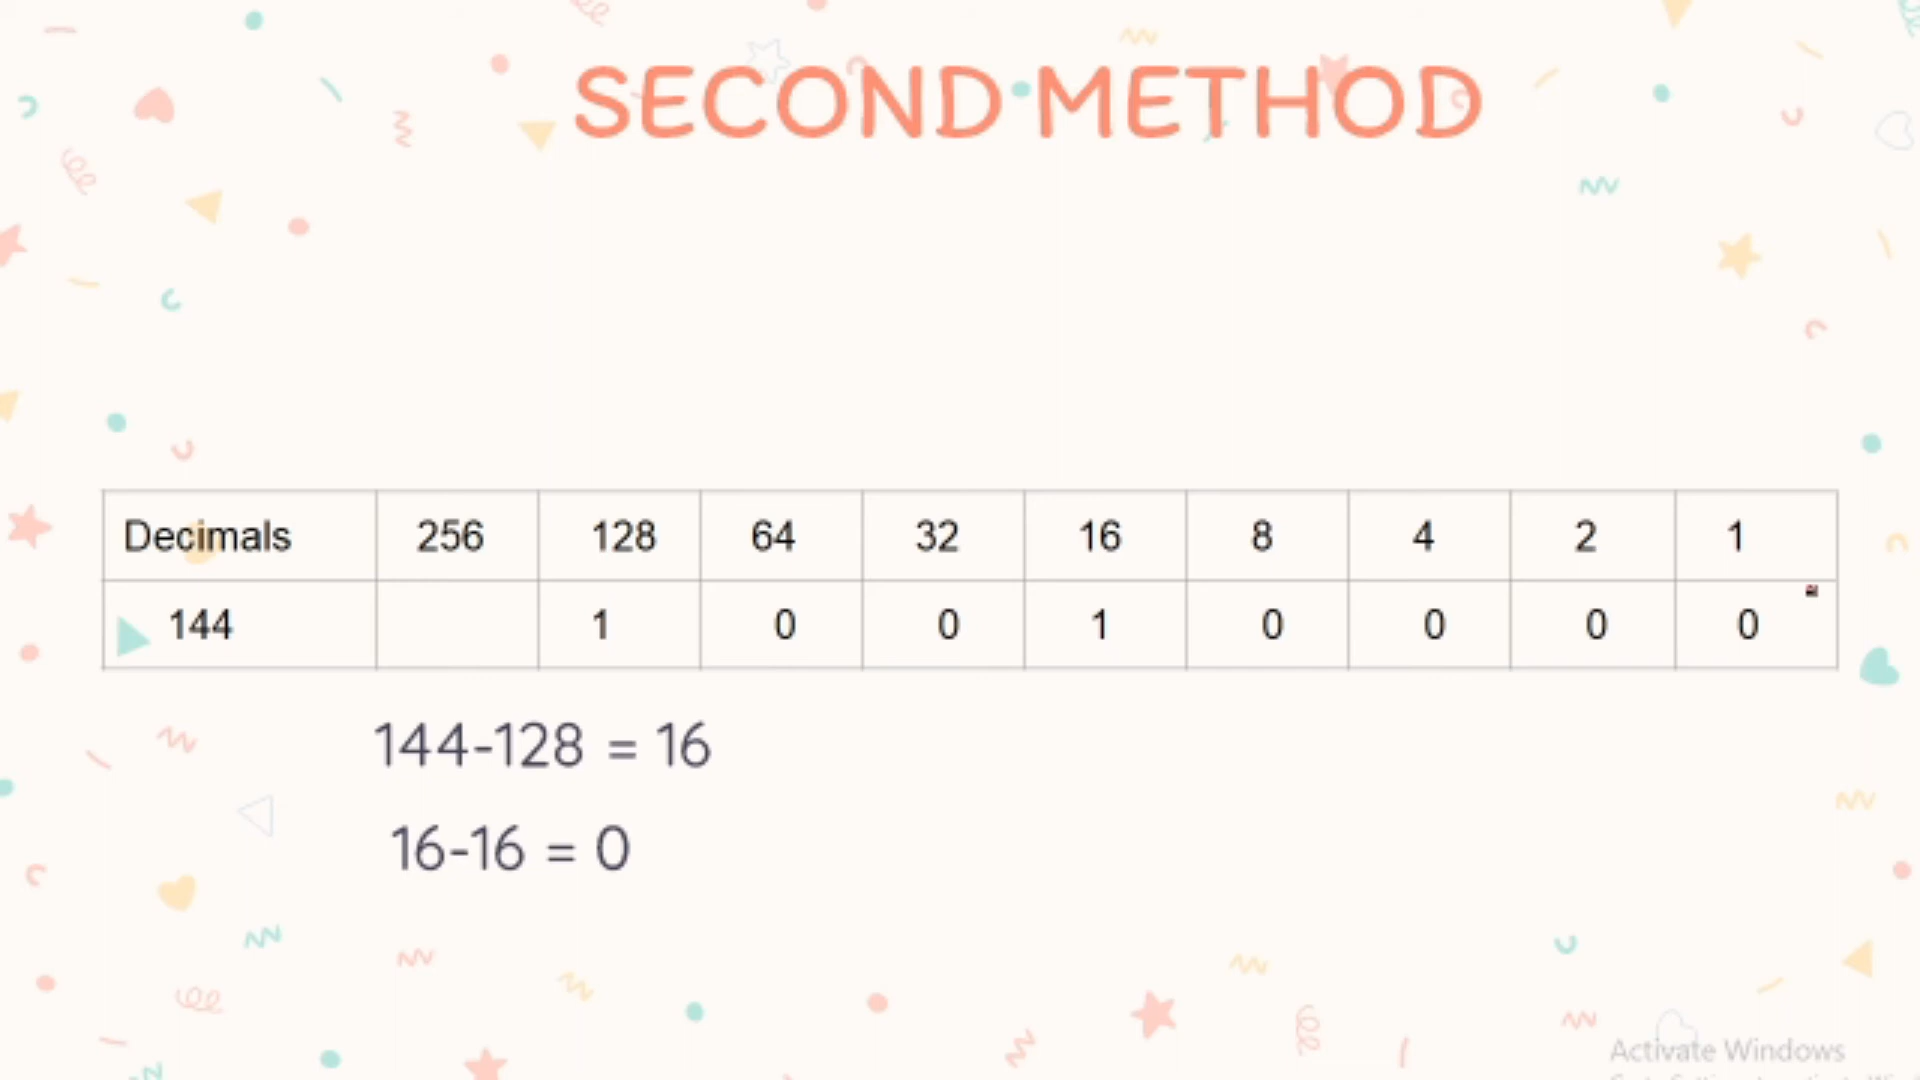 SECOND METHOD
Decimals 256 128 64 32 16 8 4 2 1
144 1 0 0 1 0 0 0 0
144-128 = 16
16-16 = 0
Activate Windows